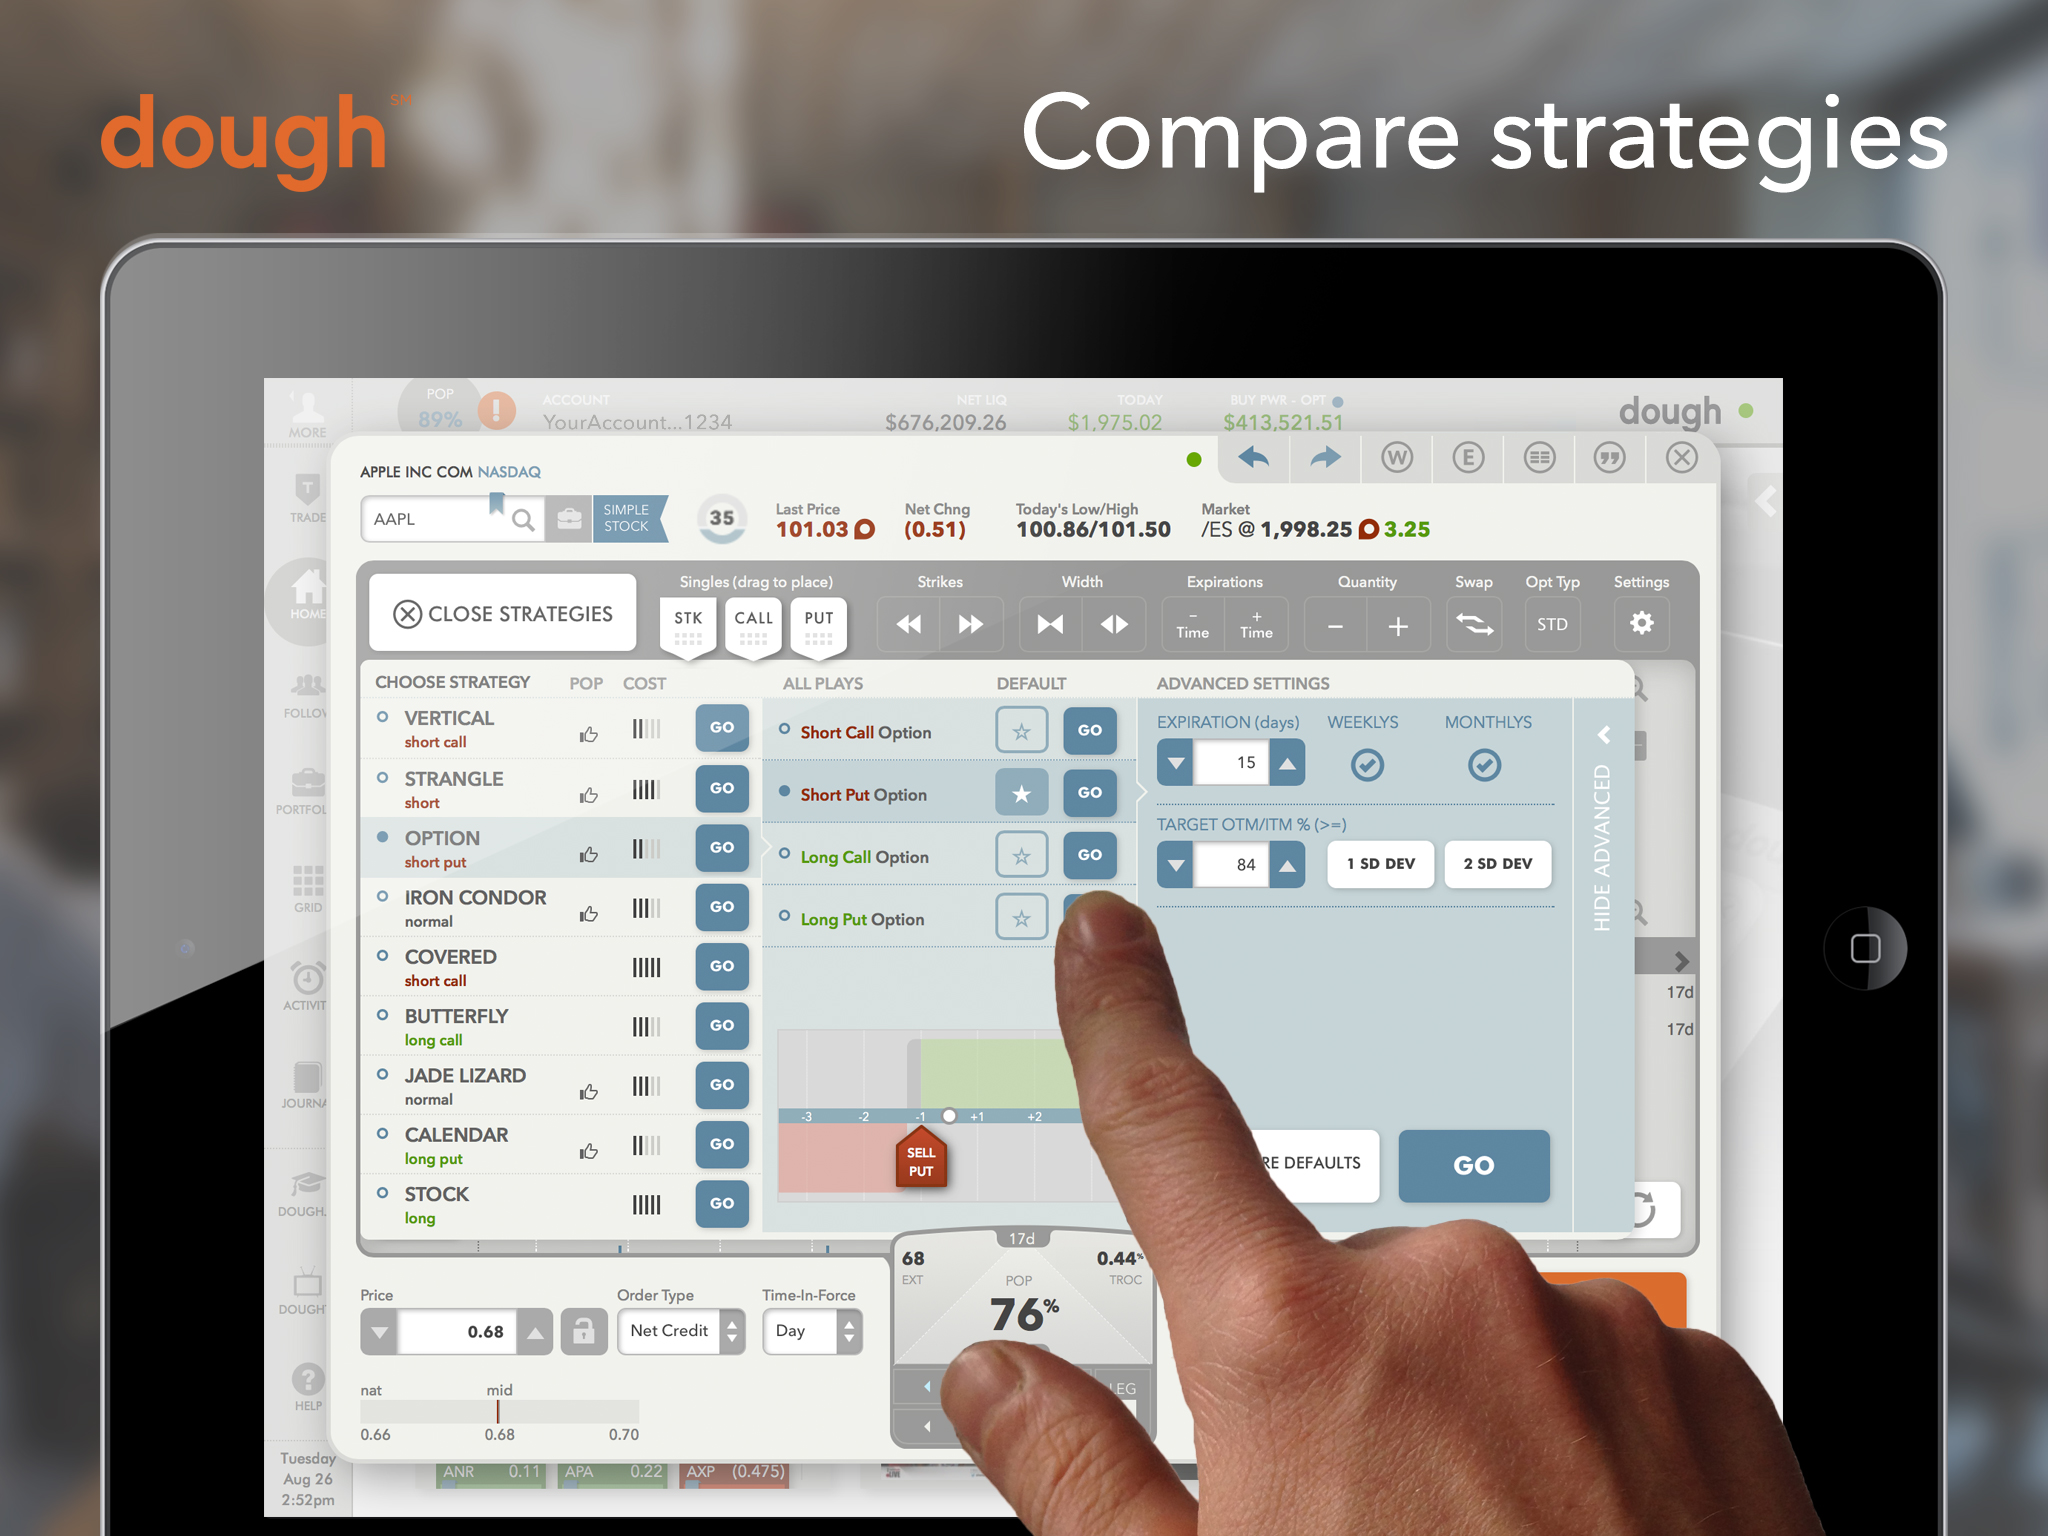 dough SM
Compare strategies
MORE
POP
89%
ACCOUNT
YourAccount...1234
NET LIQ
$676,209.26
TODAY
$1,975.02
BUY PWR - OPT
$413,521.51
dough
APPLE INC COM NASDAQ
W
E
AAPL
SIMPLE
STOCK
35
Last Price
101.03
Net Chng
(0.51)
Today's Low/High
100.86/101.50
Market
/ES @ 1,998.25 3.25
CLOSE STRATEGIES
Singles (drag to place)
STK CALL PUT
Strikes
Width
Expirations
- Time
+ Time
Quantity
- +
Swap
Opt Typ
STD
Settings
CHOOSE STRATEGY POP COST
VERTICAL
short call
GO
STRANGLE
short
GO
OPTION
short put
GO
IRON CONDOR
normal
GO
COVERED
short call
GO
BUTTERFLY
long call
GO
JADE LIZARD
normal
GO
CALENDAR
long put
GO
STOCK
long
GO
ALL PLAYS DEFAULT
Short Call Option GO
Short Put Option GO
Long Call Option GO
Long Put Option
-3 -2 -1 +1 +2
SELL
PUT
ADVANCED SETTINGS
EXPIRATION (days) WEEKLYS MONTHLYS
15
TARGET OTM/ITM % (>=)
84 1 SD DEV 2 SD DEV
HIDE ADVANCED
RE DEFAULTS
GO
17d
17d
TRADE
HOME
FOLLOW
PORTFOL
GRID
ACTIVIT
JOURNA
DOUGH
DOUGH
HELP
Tuesday
Aug 26
2:52pm
Price
0.68
Order Type
Net Credit
Time-In-Force
Day
nat mid
0.66 0.68 0.70
17d
68
EXT
POP
76%
0.44%
TROC
LEG
ANR 0.11
APA 0.22
AXP (0.475)